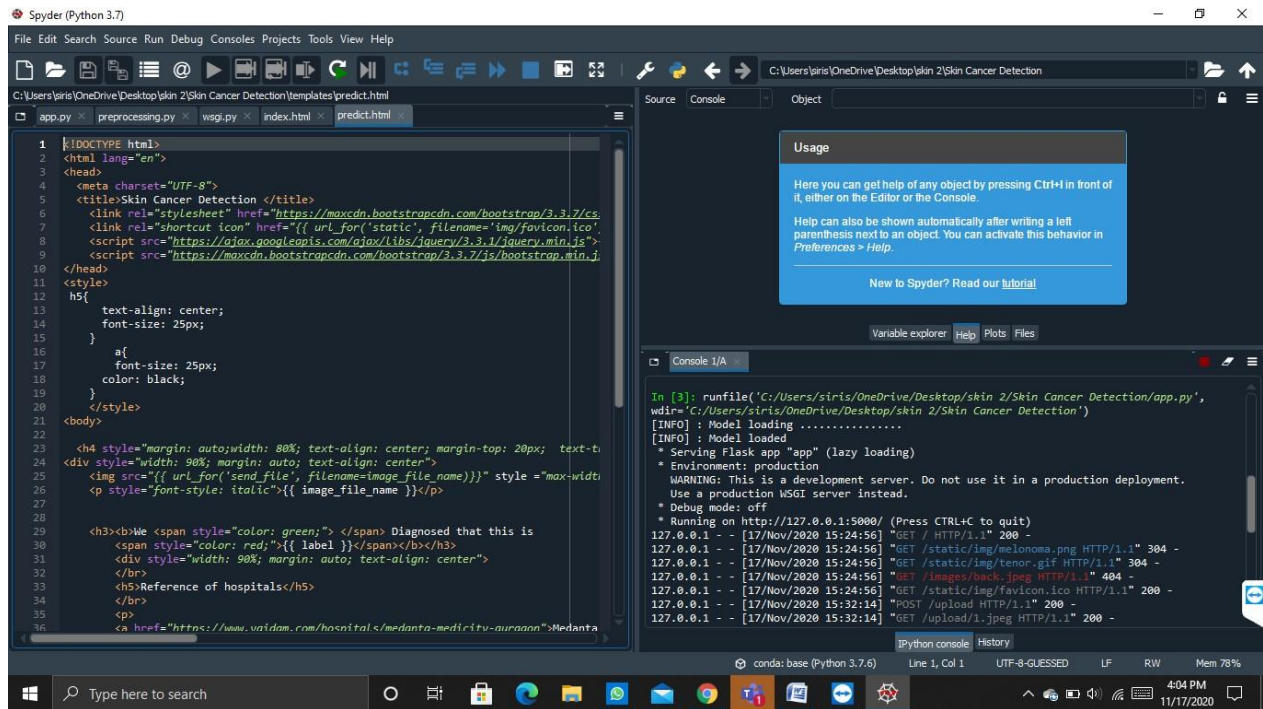 Spyder (Python 3.7)
File Edit Search Source Run Debug Consoles Projects Tools View Help
C:\Users\siris\OneDrive\Desktop\skin 2\Skin Cancer Detection
C:\Users\siris\OneDrive\Desktop\skin 2\Skin Cancer Detection\templates\predict.html
app.py preprocessing.py wsgi.py index.html predict.html
1 <!DOCTYPE html>
2 <html lang="en">
3 <head>
4 <meta charset="UTF-8">
5 <title>Skin Cancer Detection </title>
6 <link rel="stylesheet" href="https://maxcdn.bootstrapcdn.com/bootstrap/3.3.7/cs
7 <link rel="shortcut icon" href="{{ url_for('static', filename='img/favicon.ico'
8 <script src="https://ajax.googleapis.com/ajax/libs/jquery/3.3.1/jquery.min.js">
9 <script src="https://maxcdn.bootstrapcdn.com/bootstrap/3.3.7/js/bootstrap.min.j
10 </head>
11 <style>
12 h5{
13 text-align: center;
14 font-size: 25px;
15 }
16 a{
17 font-size: 25px;
18 color: black;
19 }
20 </style>
21 <body>
22
23 <h4 style="margin: auto;width: 80%; text-align: center; margin-top: 20px; text-t
24 <div style="width: 90%; margin: auto; text-align: center">
25 <img src="{{ url_for('send_file', filename=image_file_name)}}" style ="max-widt
26 <p style="font-style: italic">{{ image_file_name }}</p>
27
28
29 <h3><b>We <span style="color: green;"> </span> Diagnosed that this is
30 <span style="color: red;">{{ label }}</span></b></h3>
31 <div style="width: 90%; margin: auto; text-align: center">
32 </br>
33 <h5>Reference of hospitals</h5>
34 </br>
35 <p>
36 <a href="https://www.vaidam.com/hospitals/medanta-medicity-gurgaon">Medanta
Source Console Object
Usage
Here you can get help of any object by pressing Ctrl+I in front of
it, either on the Editor or the Console.
Help can also be shown automatically after writing a left
parenthesis next to an object. You can activate this behavior in
Preferences > Help.
New to Spyder? Read our tutorial
Variable explorer Help Plots Files
Console 1/A
In [3]: runfile('C:/Users/siris/OneDrive/Desktop/skin 2/Skin Cancer Detection/app.py',
wdir='C:/Users/siris/OneDrive/Desktop/skin 2/Skin Cancer Detection')
[INFO] : Model loading ................
[INFO] : Model loaded
* Serving Flask app "app" (lazy loading)
* Environment: production
WARNING: This is a development server. Do not use it in a production deployment.
Use a production WSGI server instead.
* Debug mode: off
* Running on http://127.0.0.1:5000/ (Press CTRL+C to quit)
127.0.0.1 - - [17/Nov/2020 15:24:56] "GET / HTTP/1.1" 200 -
127.0.0.1 - - [17/Nov/2020 15:24:56] "GET /static/img/melonoma.png HTTP/1.1" 304 -
127.0.0.1 - - [17/Nov/2020 15:24:56] "GET /static/img/tenor.gif HTTP/1.1" 304 -
127.0.0.1 - - [17/Nov/2020 15:24:56] "GET /images/back.jpeg HTTP/1.1" 404 -
127.0.0.1 - - [17/Nov/2020 15:24:56] "GET /static/img/favicon.ico HTTP/1.1" 200 -
127.0.0.1 - - [17/Nov/2020 15:32:14] "POST /upload HTTP/1.1" 200 -
127.0.0.1 - - [17/Nov/2020 15:32:14] "GET /upload/1.jpeg HTTP/1.1" 200 -
IPython console History
conda: base (Python 3.7.6) Line 1, Col 1 UTF-8-GUESSED LF RW Mem 78%
Type here to search
4:04 PM
11/17/2020